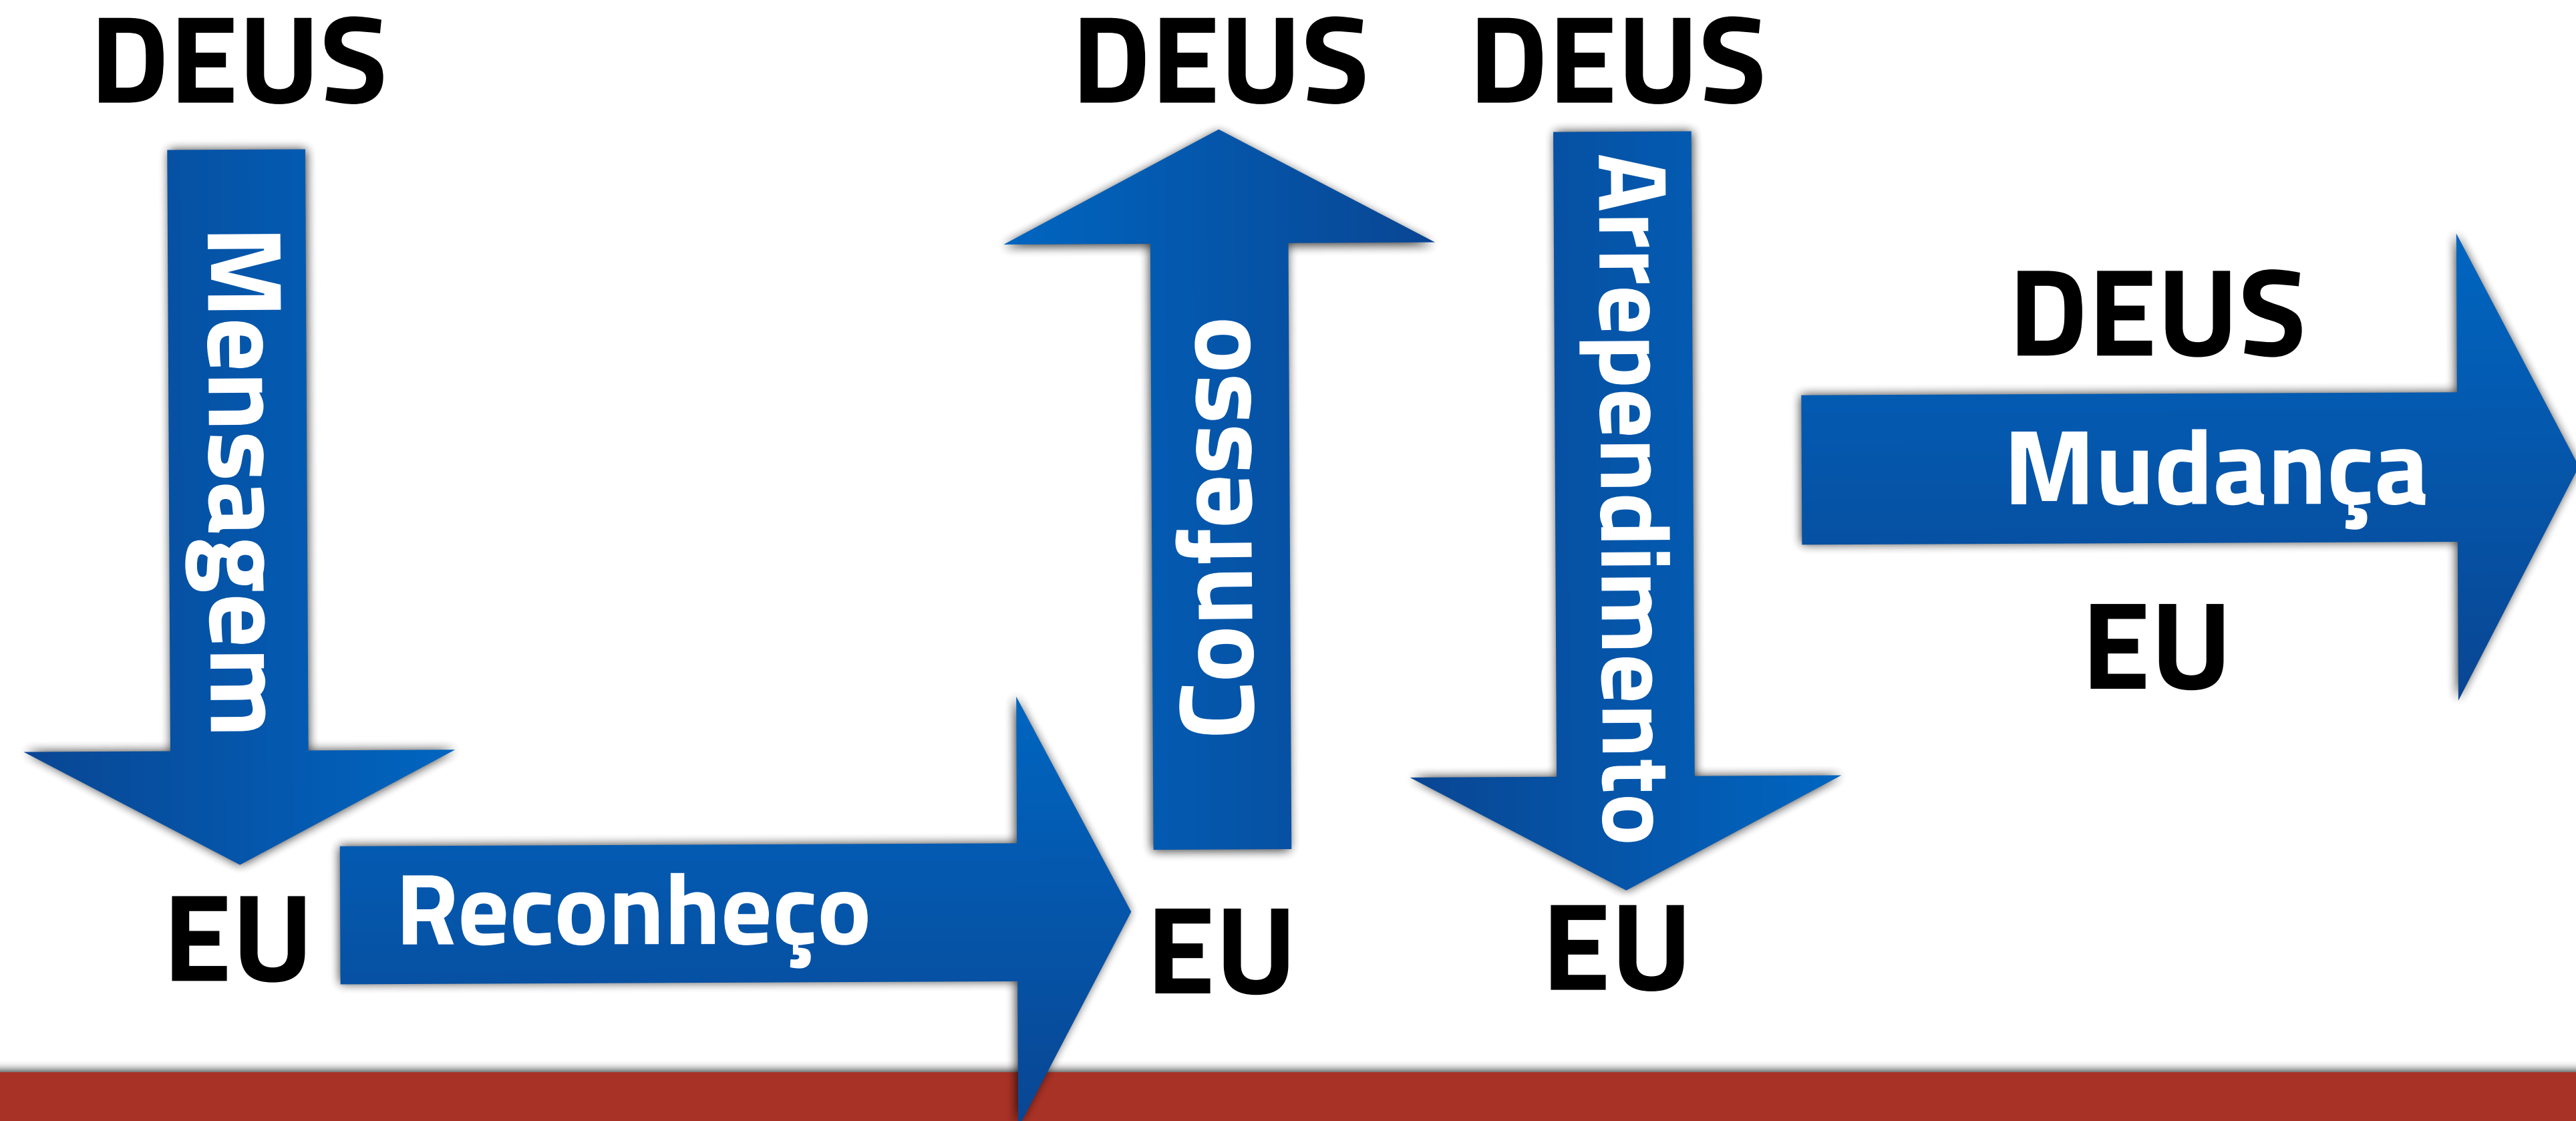 DEUS
Mensagem
EU
Reconheço
DEUS
Confesso
EU
DEUS
Arrependimento
EU
DEUS
Mudança
EU